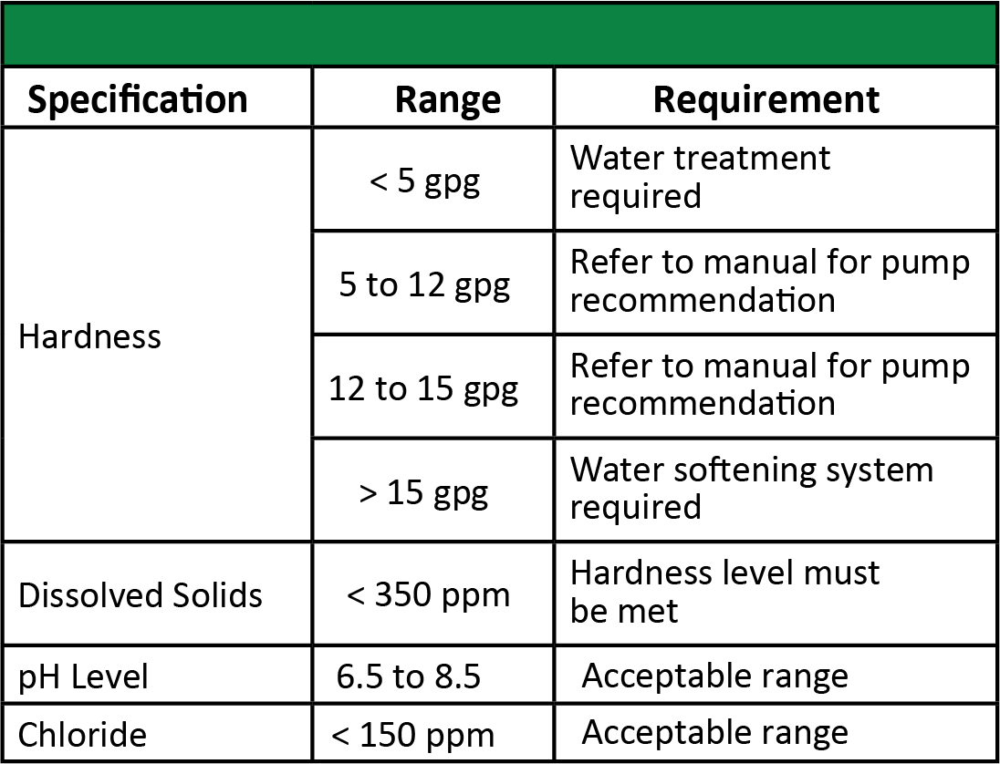 Specification Range Requirement
< 5 gpg
Water treatment
required
5 to 12 gpg
Refer to manual for pump
recommendation
Hardness
12 to 15 gpg
Refer to manual for pump
recommendation
> 15 gpg
Water softening system
required
Dissolved Solids
< 350 ppm
Hardness level must
be met
pH Level 6.5 to 8.5 Acceptable range
Chloride < 150 ppm Acceptable range